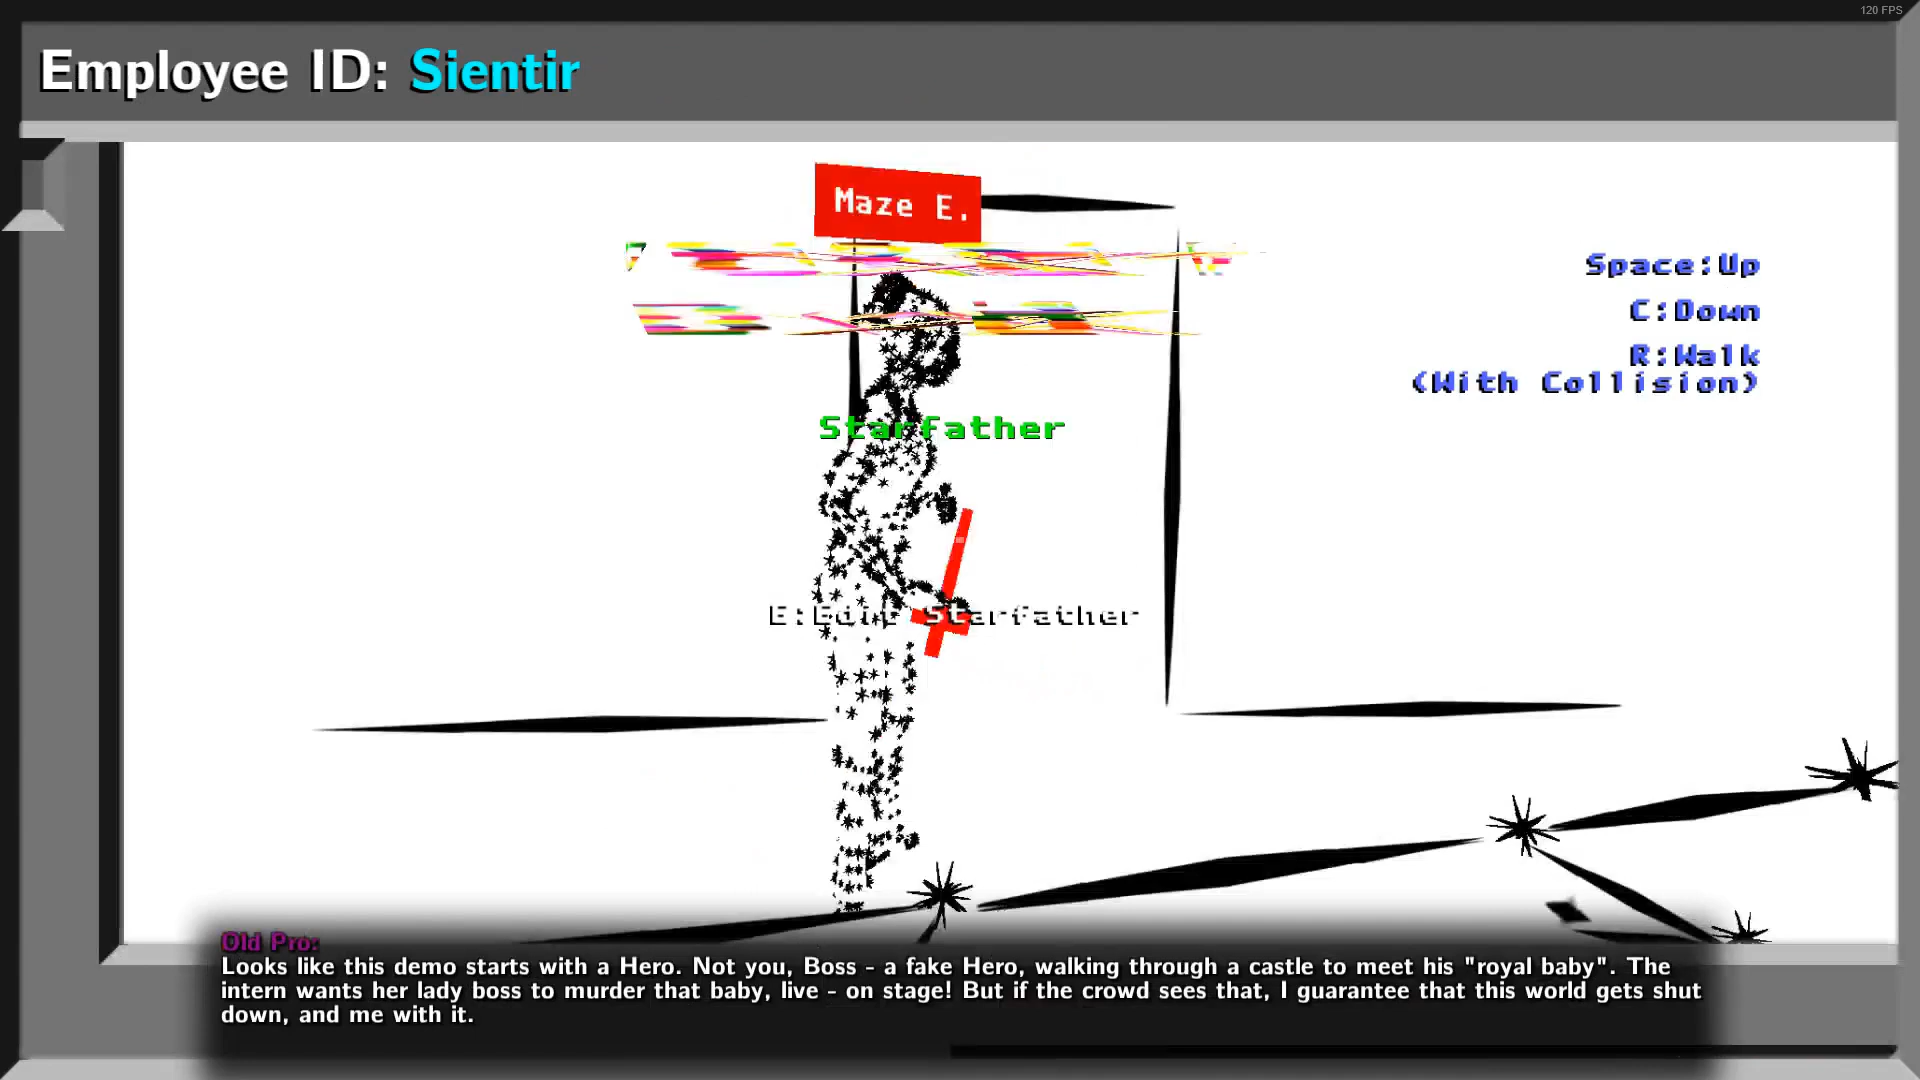 120 FPS
Employee ID: Sientir
Maze E.
Space:Up
C:Down
R:Walk
(With Collision)
Starfather
E:Edit Starfather
Old Pro:
Looks like this demo starts with a Hero. Not you, Boss - a fake Hero, walking through a castle to meet his "royal baby". The
intern wants her lady boss to murder that baby, live - on stage! But if the crowd sees that, I guarantee that this world gets shut
down, and me with it.